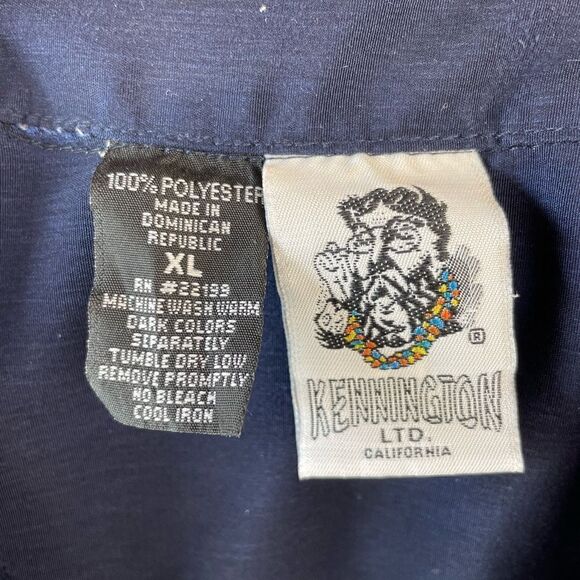 100% POLYESTER
MADE IN
DOMINICAN
REPUBLIC
XL
RN #22199
MACHINE WASH WARM
DARK COLORS
SEPARATELY
TUMBLE DRY LOW
REMOVE PROMPTLY
NO BLEACH
COOL IRON
®
KENNINGTON
LTD.
CALIFORNIA